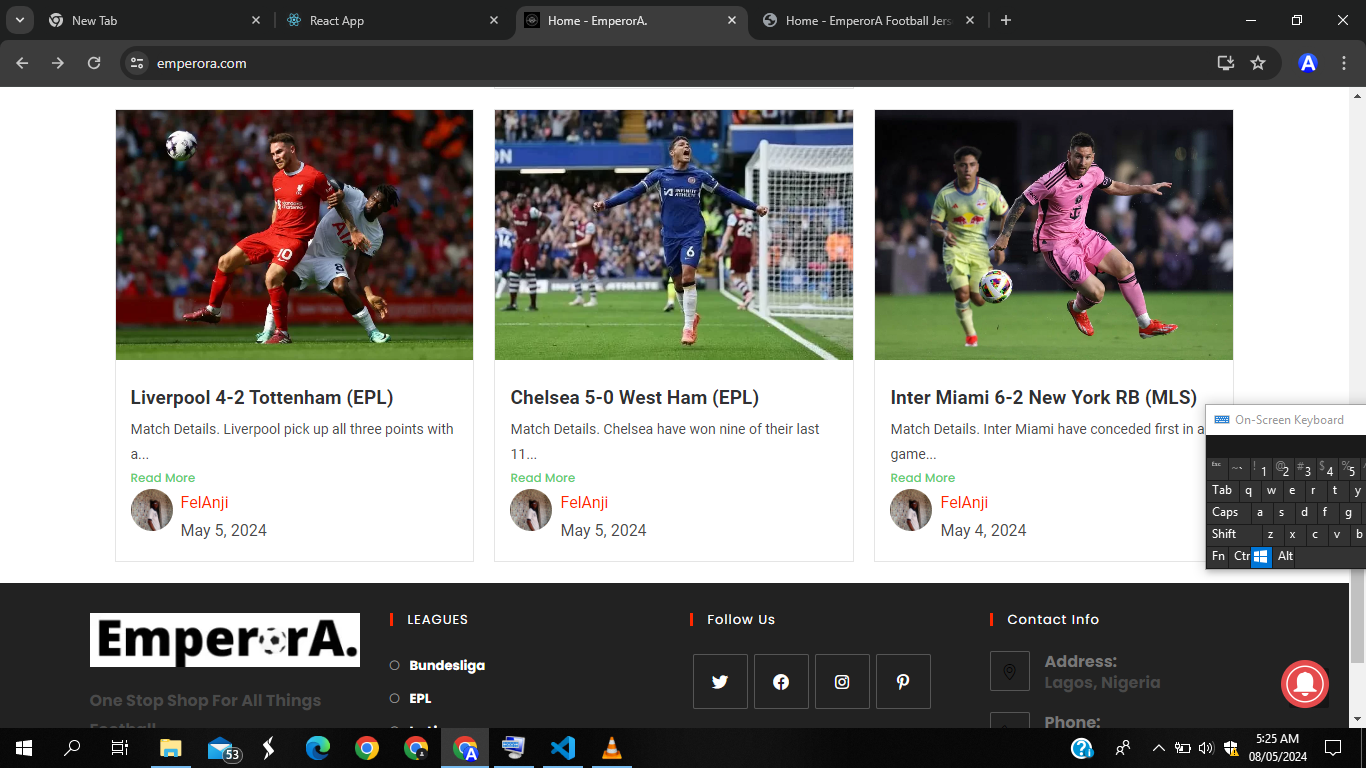 New Tab
React App
Home - EmperorA.
Home - EmperorA Football Jers
emperora.com
Liverpool 4-2 Tottenham (EPL)
Match Details. Liverpool pick up all three points with
a...
Read More
FelAnji
May 5, 2024
Chelsea 5-0 West Ham (EPL)
Match Details. Chelsea have won nine of their last
11...
Read More
FelAnji
May 5, 2024
Inter Miami 6-2 New York RB (MLS)
Match Details. Inter Miami have conceded first in a
game...
Read More
FelAnji
May 4, 2024
On-Screen Keyboard
Esc ~ ` ! 1 @ 2 # 3 $ 4 % 5
Tab q w e r t y
Caps a s d f g
Shift z x c v b
Fn Ctr Alt
EmperorA.
One Stop Shop For All Things
Football
LEAGUES
Bundesliga
EPL
Follow Us
Contact Info
Address:
Lagos, Nigeria
Phone:
53
5:25 AM
08/05/2024